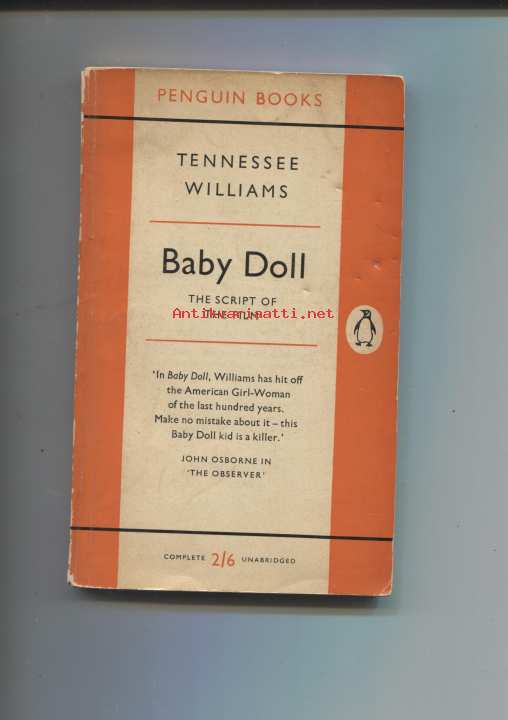 PENGUIN BOOKS
TENNESSEE
WILLIAMS
Baby Doll
THE SCRIPT OF
THE FILM
Antikvariaatti.net
'In Baby Doll, Williams has hit off
the American Girl-Woman
of the last hundred years.
Make no mistake about it – this
Baby Doll kid is a killer.'
JOHN OSBORNE IN
'THE OBSERVER'
COMPLETE 2/6 UNABRIDGED